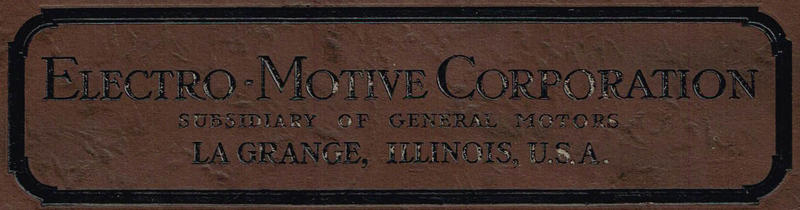 ELECTRO-MOTIVE CORPORATION
SUBSIDIARY OF GENERAL MOTORS
LA GRANGE, ILLINOIS, U.S.A.